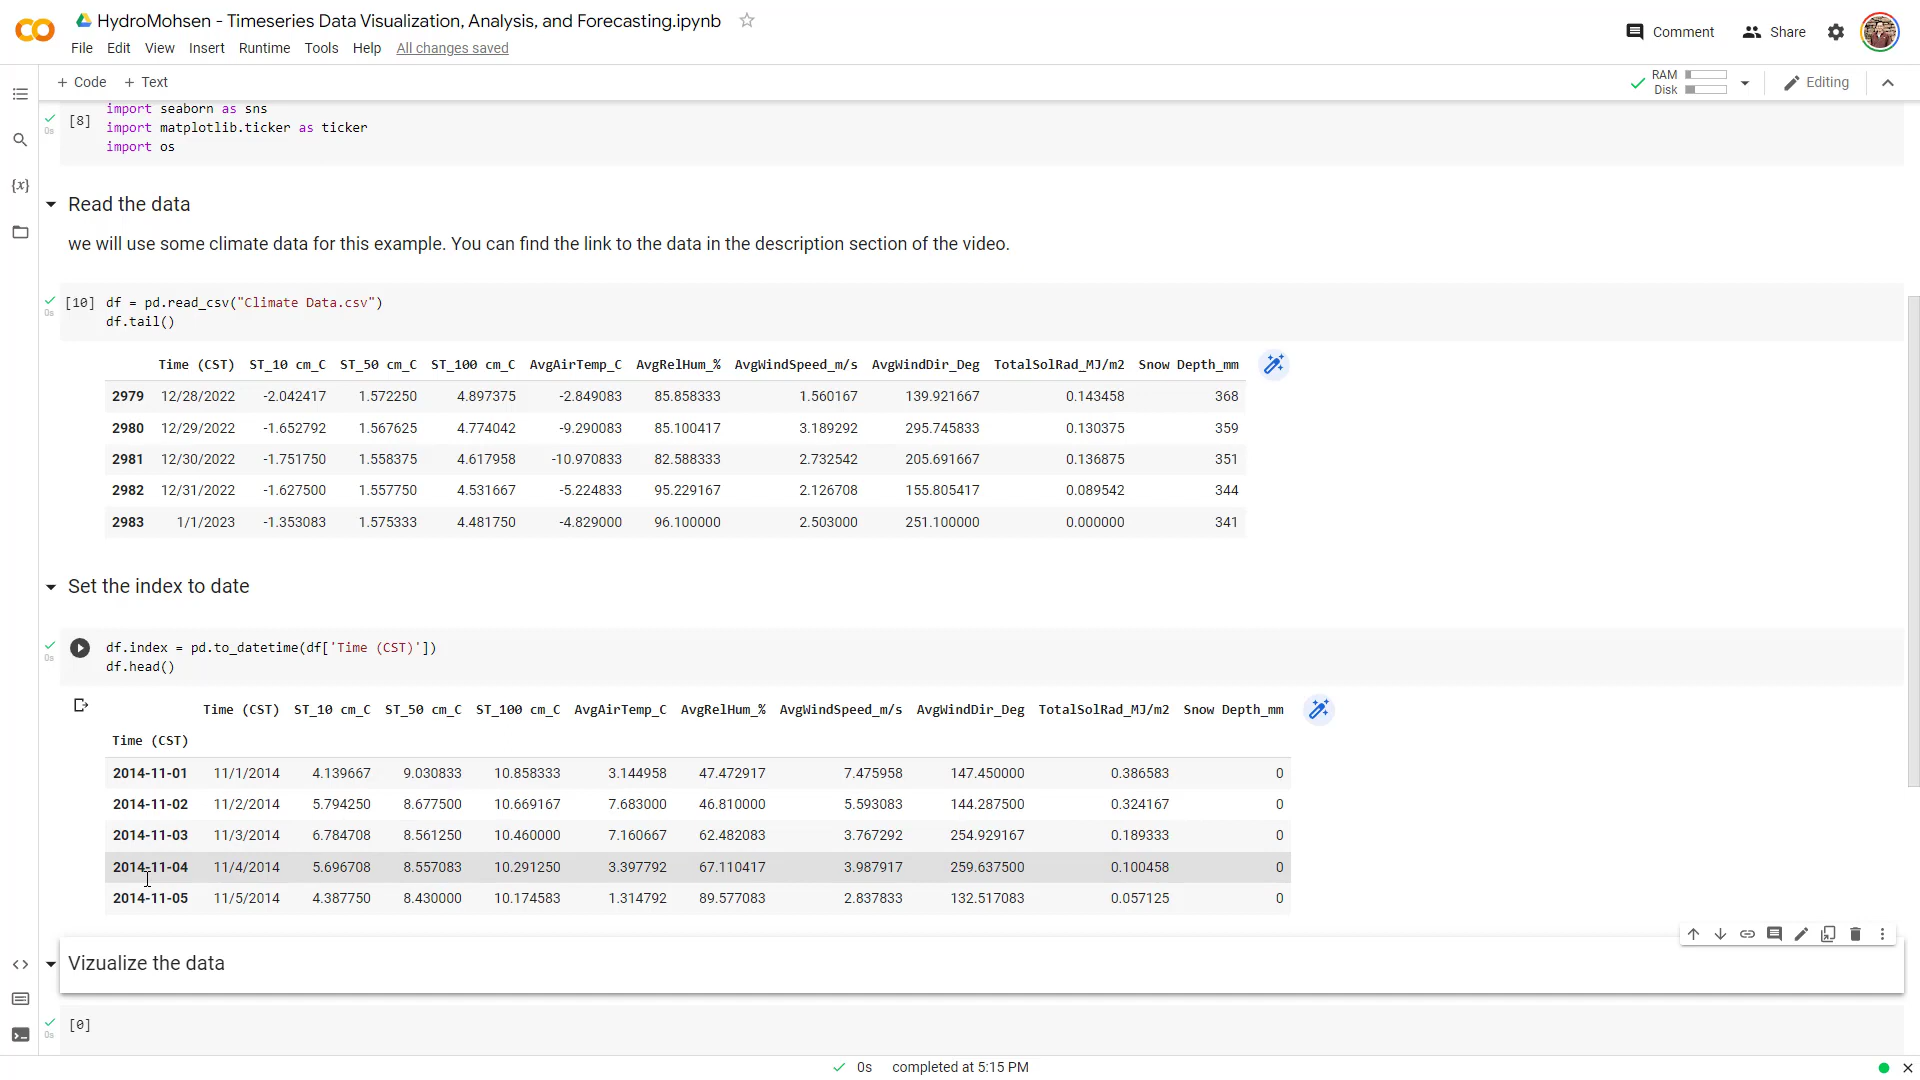 HydroMohsen - Timeseries Data Visualization, Analysis, and Forecasting.ipynb
File Edit View Insert Runtime Tools Help All changes saved
Comment Share
+ Code + Text
RAM
Disk
Editing
[8]
import seaborn as sns
import matplotlib.ticker as ticker
import os
0s
Read the data
we will use some climate data for this example. You can find the link to the data in the description section of the video.
[10] df = pd.read_csv("Climate Data.csv")
0s
df.tail()
Time (CST) ST_10 cm_C ST_50 cm_C ST_100 cm_C AvgAirTemp_C AvgRelHum_% AvgWindSpeed_m/s AvgWindDir_Deg TotalSolRad_MJ/m2 Snow Depth_mm
2979 12/28/2022 -2.042417 1.572250 4.897375 -2.849083 85.858333 1.560167 139.921667 0.143458 368
2980 12/29/2022 -1.652792 1.567625 4.774042 -9.290083 85.100417 3.189292 295.745833 0.130375 359
2981 12/30/2022 -1.751750 1.558375 4.617958 -10.970833 82.588333 2.732542 205.691667 0.136875 351
2982 12/31/2022 -1.627500 1.557750 4.531667 -5.224833 95.229167 2.126708 155.805417 0.089542 344
2983 1/1/2023 -1.353083 1.575333 4.481750 -4.829000 96.100000 2.503000 251.100000 0.000000 341
Set the index to date
df.index = pd.to_datetime(df['Time (CST)'])
0s
df.head()
Time (CST) ST_10 cm_C ST_50 cm_C ST_100 cm_C AvgAirTemp_C AvgRelHum_% AvgWindSpeed_m/s AvgWindDir_Deg TotalSolRad_MJ/m2 Snow Depth_mm
Time (CST)
2014-11-01 11/1/2014 4.139667 9.030833 10.858333 3.144958 47.472917 7.475958 147.450000 0.386583 0
2014-11-02 11/2/2014 5.794250 8.677500 10.669167 7.683000 46.810000 5.593083 144.287500 0.324167 0
2014-11-03 11/3/2014 6.784708 8.561250 10.460000 7.160667 62.482083 3.767292 254.929167 0.189333 0
2014-11-04 11/4/2014 5.696708 8.557083 10.291250 3.397792 67.110417 3.987917 259.637500 0.100458 0
2014-11-05 11/5/2014 4.387750 8.430000 10.174583 1.314792 89.577083 2.837833 132.517083 0.057125 0
Vizualize the data
[0]
0s
0s completed at 5:15 PM